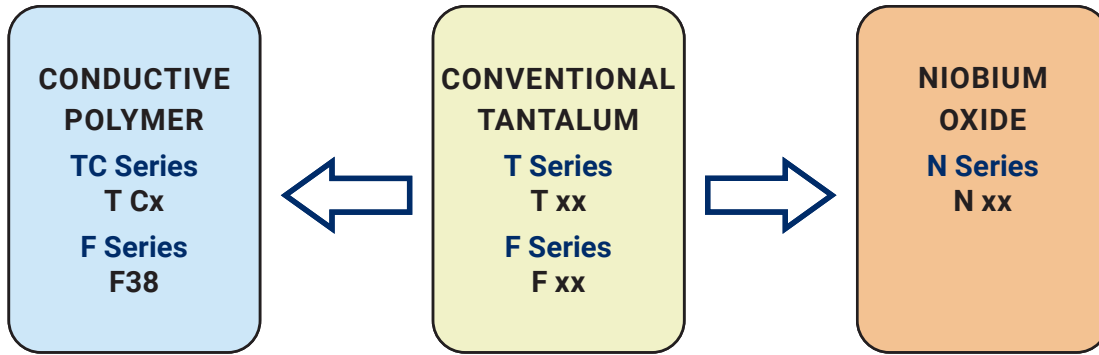 CONDUCTIVE
POLYMER
TC Series
T Cx
F Series
F38
CONVENTIONAL
TANTALUM
T Series
T xx
F Series
F xx
NIOBIUM
OXIDE
N Series
N xx